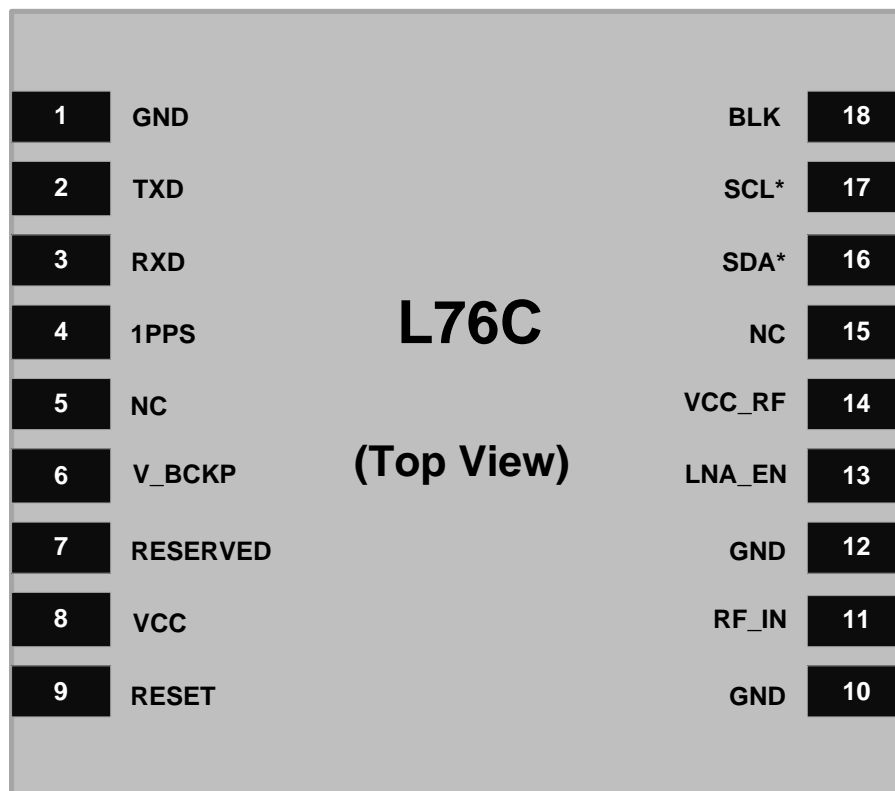 1 GND
2 TXD
3 RXD
4 1PPS
5 NC
6 V_BCKP
7 RESERVED
8 VCC
9 RESET
L76C
(Top View)
BLK 18
SCL* 17
SDA* 16
NC 15
VCC_RF 14
LNA_EN 13
GND 12
RF_IN 11
GND 10